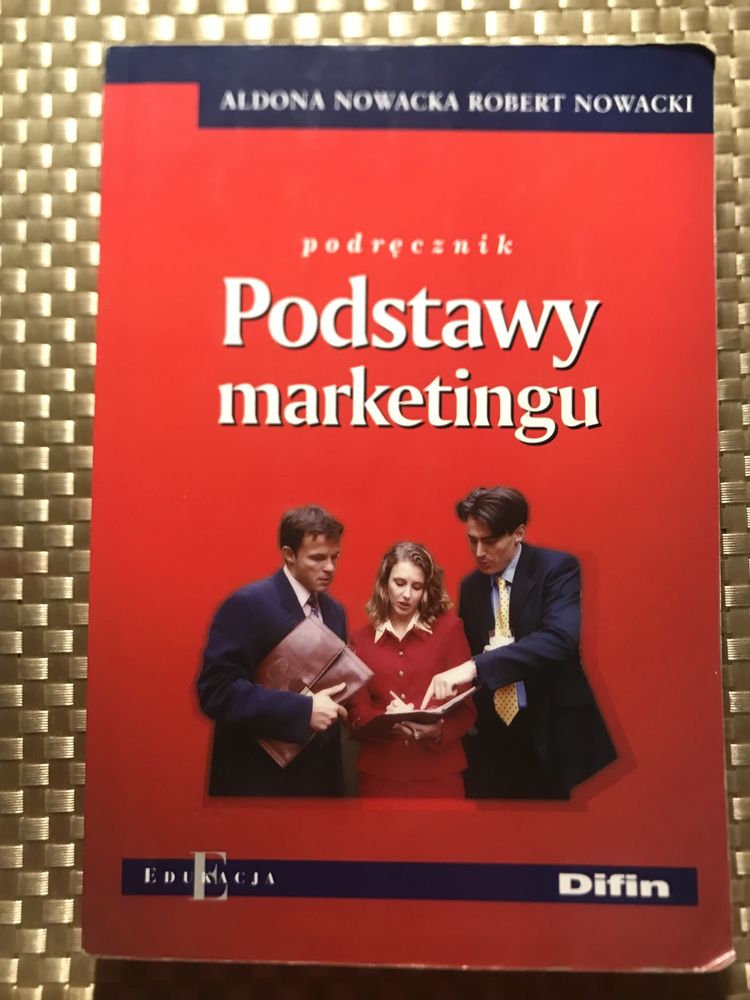 ALDONA NOWACKA ROBERT NOWACKI
podręcznik
Podstawy
marketingu
EDUKACJA
Difin